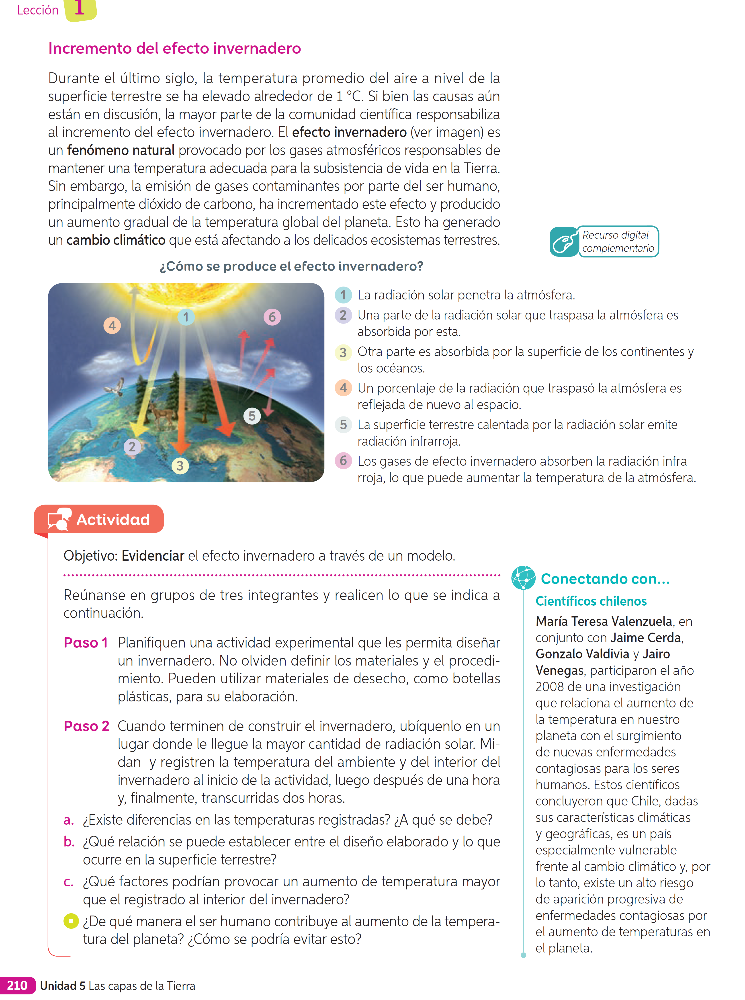 Lección 1
Incremento del efecto invernadero
Durante el último siglo, la temperatura promedio del aire a nivel de la
superficie terrestre se ha elevado alrededor de 1 °C. Si bien las causas aún
están en discusión, la mayor parte de la comunidad científica responsabiliza
al incremento del efecto invernadero. El efecto invernadero (ver imagen) es
un fenómeno natural provocado por los gases atmosféricos responsables de
mantener una temperatura adecuada para la subsistencia de vida en la Tierra.
Sin embargo, la emisión de gases contaminantes por parte del ser humano,
principalmente dióxido de carbono, ha incrementado este efecto y producido
un aumento gradual de la temperatura global del planeta. Esto ha generado
un cambio climático que está afectando a los delicados ecosistemas terrestres.
Recurso digital
complementario
¿Cómo se produce el efecto invernadero?
4
1
6
5
2
3
1 La radiación solar penetra la atmósfera.
2 Una parte de la radiación solar que traspasa la atmósfera es
absorbida por esta.
3 Otra parte es absorbida por la superficie de los continentes y
los océanos.
4 Un porcentaje de la radiación que traspasó la atmósfera es
reflejada de nuevo al espacio.
5 La superficie terrestre calentada por la radiación solar emite
radiación infrarroja.
6 Los gases de efecto invernadero absorben la radiación infra-
rroja, lo que puede aumentar la temperatura de la atmósfera.
Actividad
Objetivo: Evidenciar el efecto invernadero a través de un modelo.
Reúnanse en grupos de tres integrantes y realicen lo que se indica a
continuación.
Paso 1 Planifiquen una actividad experimental que les permita diseñar
un invernadero. No olviden definir los materiales y el procedi-
miento. Pueden utilizar materiales de desecho, como botellas
plásticas, para su elaboración.
Paso 2 Cuando terminen de construir el invernadero, ubíquenlo en un
lugar donde le llegue la mayor cantidad de radiación solar. Mi-
dan y registren la temperatura del ambiente y del interior del
invernadero al inicio de la actividad, luego después de una hora
y, finalmente, transcurridas dos horas.
a. ¿Existe diferencias en las temperaturas registradas? ¿A qué se debe?
b. ¿Qué relación se puede establecer entre el diseño elaborado y lo que
ocurre en la superficie terrestre?
c. ¿Qué factores podrían provocar un aumento de temperatura mayor
que el registrado al interior del invernadero?
¿De qué manera el ser humano contribuye al aumento de la tempera-
tura del planeta? ¿Cómo se podría evitar esto?
Conectando con...
Científicos chilenos
María Teresa Valenzuela, en
conjunto con Jaime Cerda,
Gonzalo Valdivia y Jairo
Venegas, participaron el año
2008 de una investigación
que relaciona el aumento de
la temperatura en nuestro
planeta con el surgimiento
de nuevas enfermedades
contagiosas para los seres
humanos. Estos científicos
concluyeron que Chile, dadas
sus características climáticas
y geográficas, es un país
especialmente vulnerable
frente al cambio climático y, por
lo tanto, existe un alto riesgo
de aparición progresiva de
enfermedades contagiosas por
el aumento de temperaturas en
el planeta.
210 Unidad 5 Las capas de la Tierra